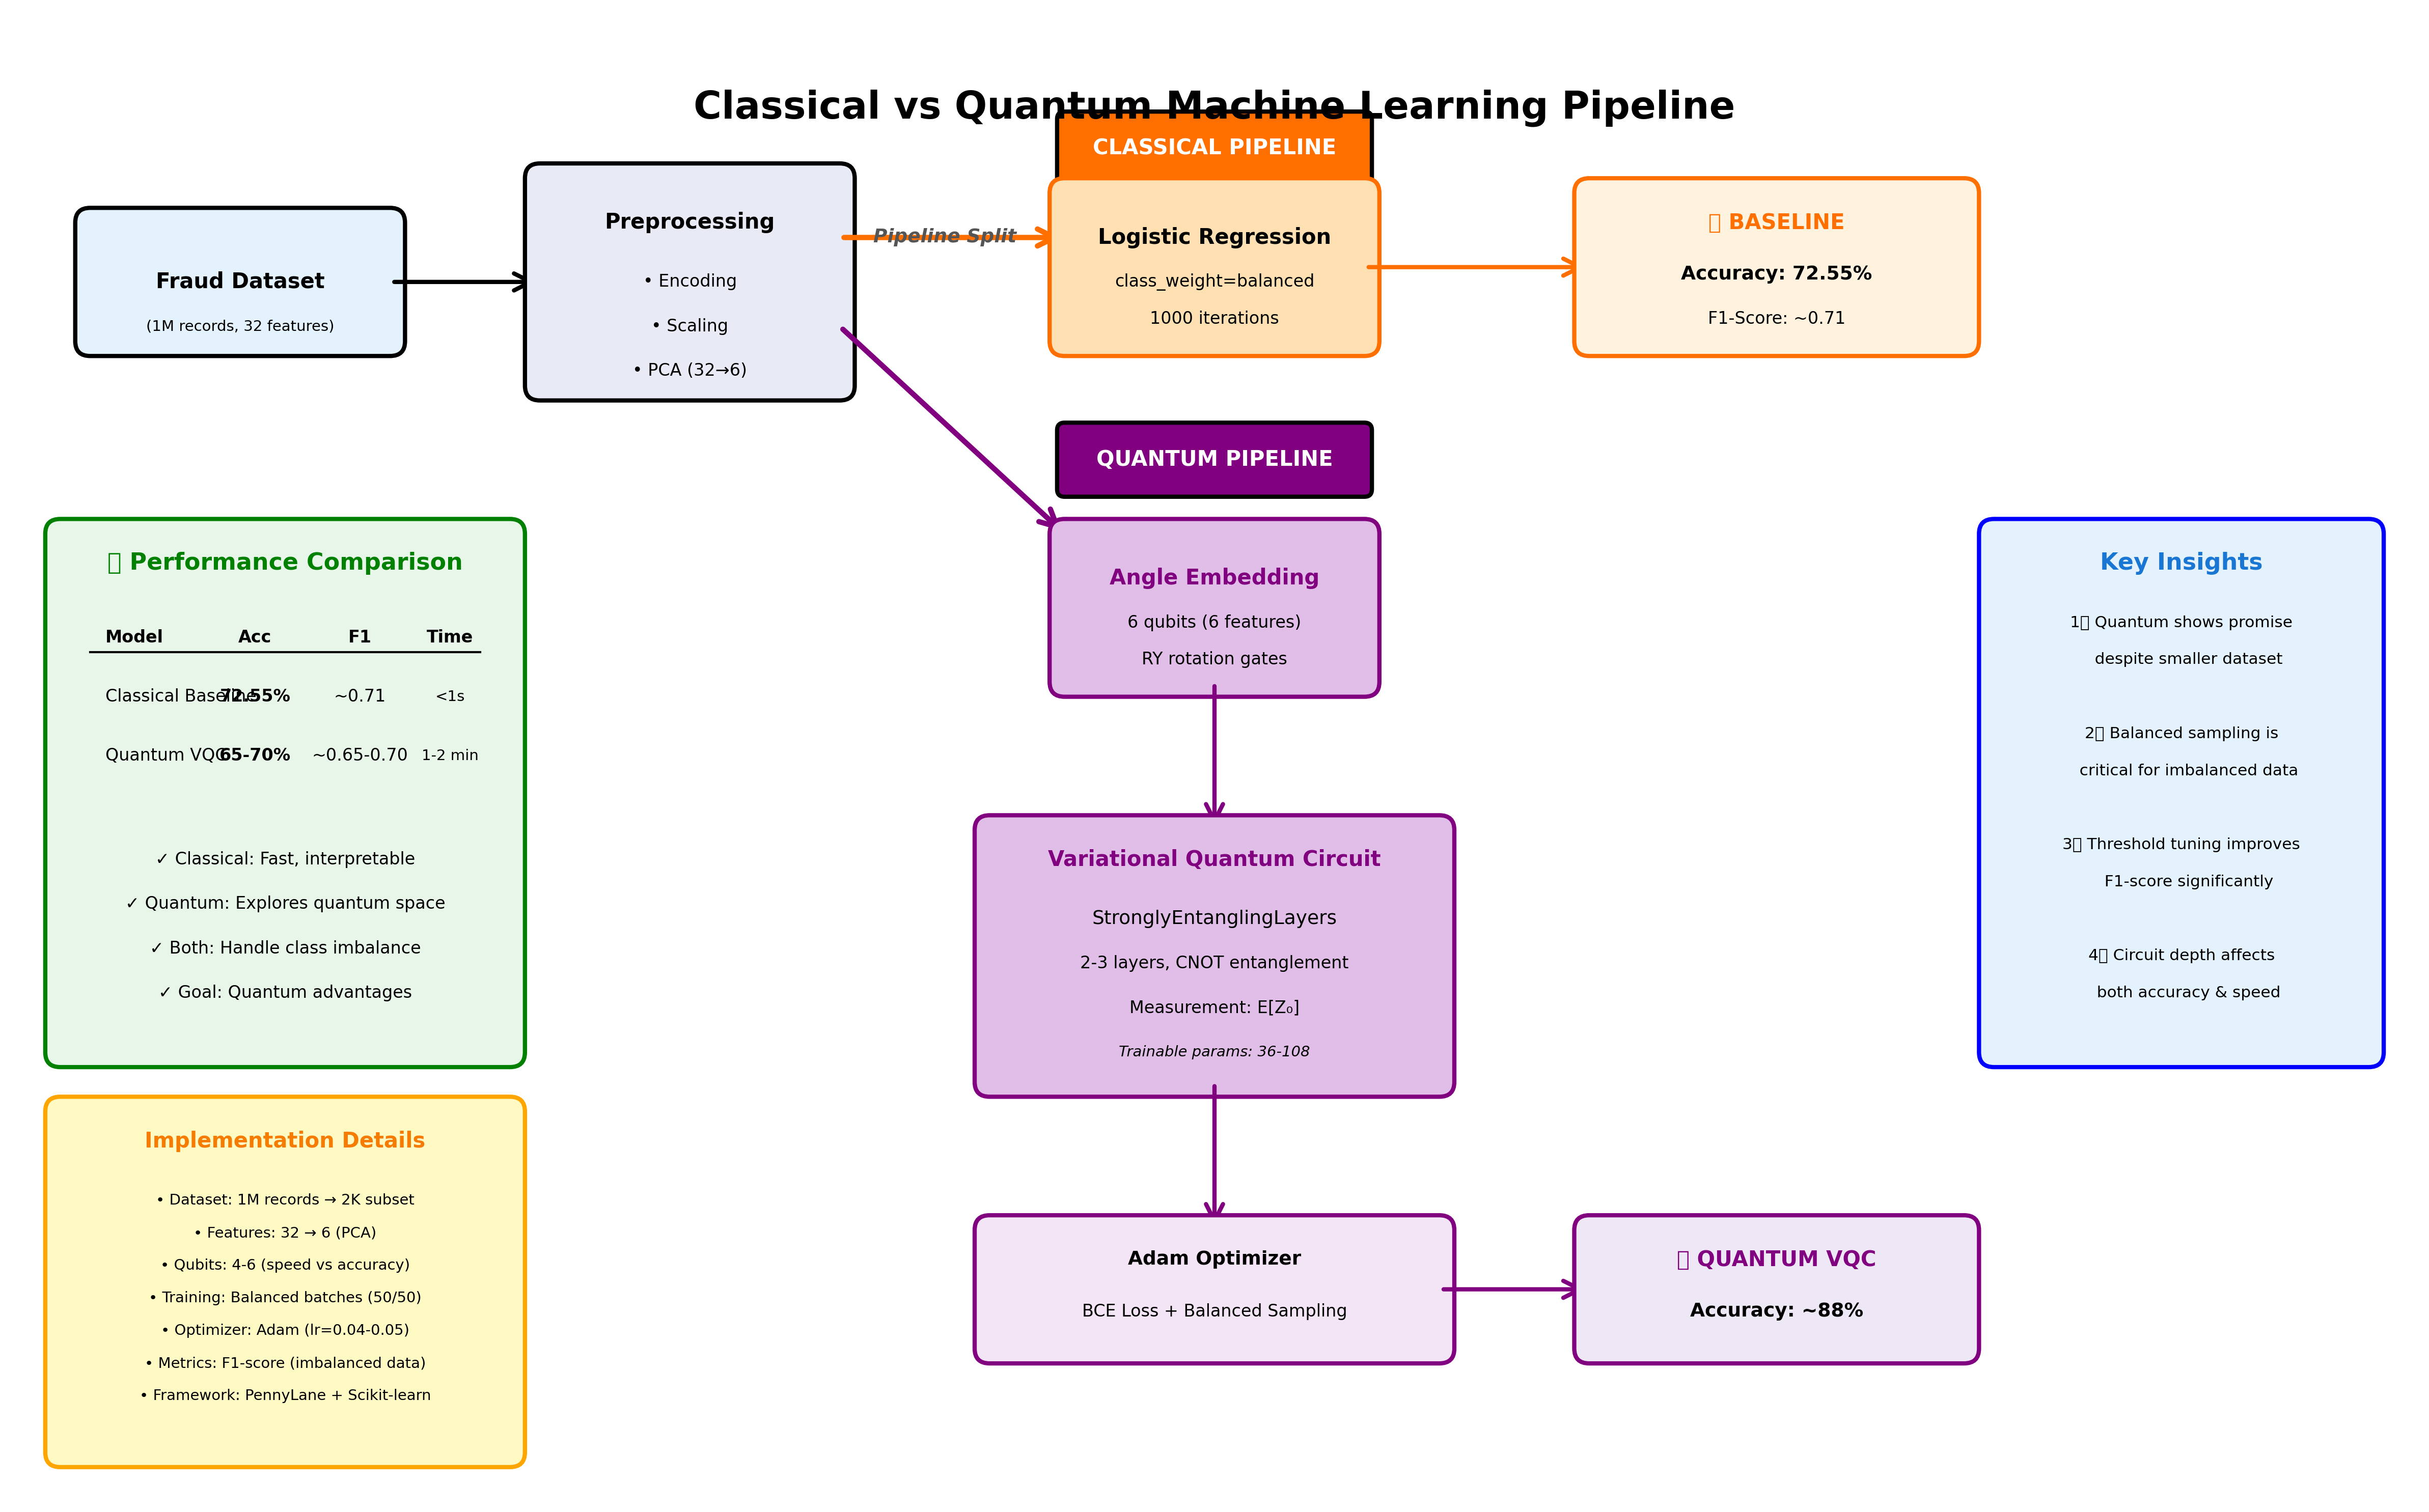 Classical vs Quantum Machine Learning Pipeline
CLASSICAL PIPELINE
Fraud Dataset
(1M records, 32 features)
Preprocessing
• Encoding
• Scaling
• PCA (32→6)
Pipeline Split
Logistic Regression
class_weight=balanced
1000 iterations
BASELINE
Accuracy: 72.55%
F1-Score: ~0.71
QUANTUM PIPELINE
Angle Embedding
6 qubits (6 features)
RY rotation gates
Variational Quantum Circuit
StronglyEntanglingLayers
2-3 layers, CNOT entanglement
Measurement: E[Z₀]
Trainable params: 36-108
Adam Optimizer
BCE Loss + Balanced Sampling
QUANTUM VQC
Accuracy: ~88%
Performance Comparison
Model Acc F1 Time
Classical Baseline 72.55% ~0.71 <1s
Quantum VQC 65-70% ~0.65-0.70 1-2 min
✓ Classical: Fast, interpretable
✓ Quantum: Explores quantum space
✓ Both: Handle class imbalance
✓ Goal: Quantum advantages
Implementation Details
• Dataset: 1M records → 2K subset
• Features: 32 → 6 (PCA)
• Qubits: 4-6 (speed vs accuracy)
• Training: Balanced batches (50/50)
• Optimizer: Adam (lr=0.04-0.05)
• Metrics: F1-score (imbalanced data)
• Framework: PennyLane + Scikit-learn
Key Insights
1 Quantum shows promise
despite smaller dataset
2 Balanced sampling is
critical for imbalanced data
3 Threshold tuning improves
F1-score significantly
4 Circuit depth affects
both accuracy & speed